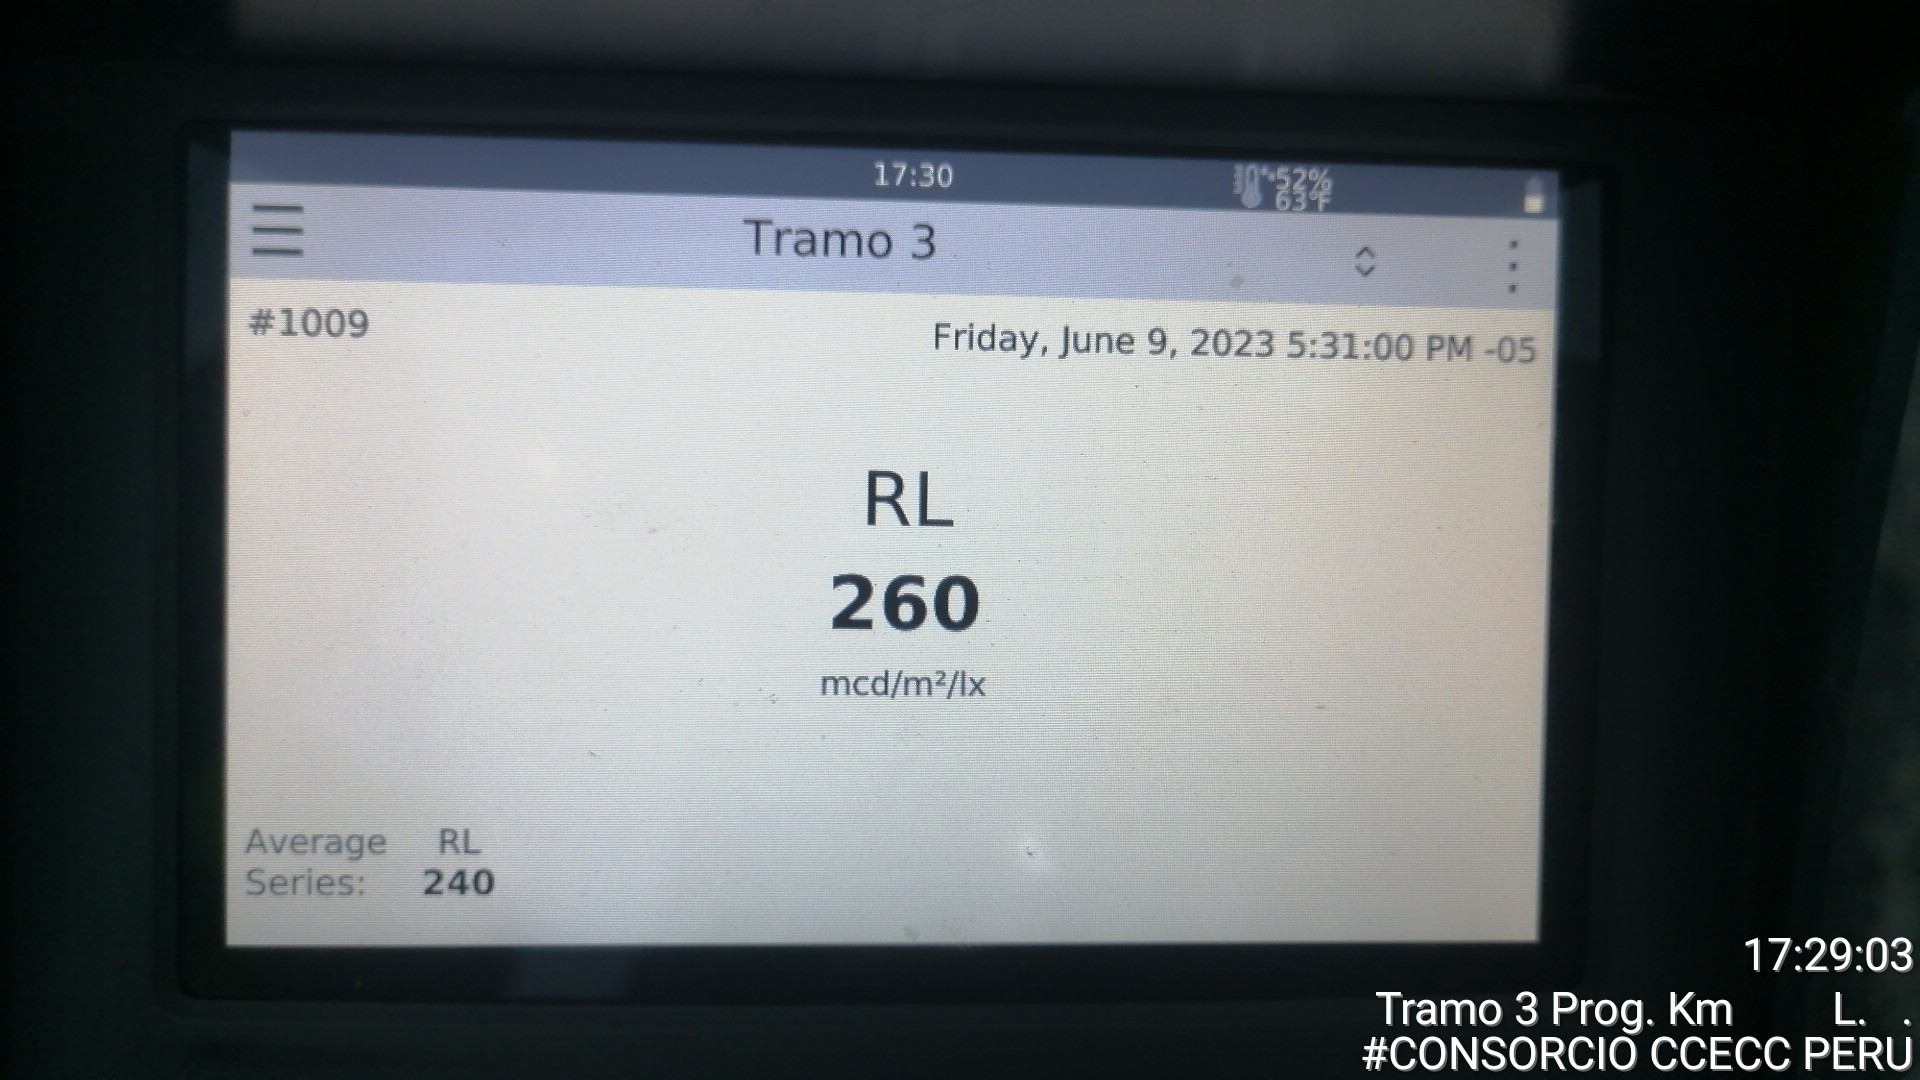 17:30
52%
63°F
Tramo 3
#1009
Friday, June 9, 2023 5:31:00 PM -05
RL
260
mcd/m²/lx
Average RL
Series: 240
17:29:03
Tramo 3 Prog. Km L. .
#CONSORCIO CCECC PERU